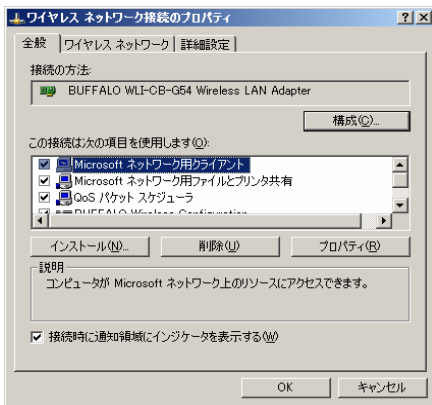 ワイヤレス ネットワーク接続のプロパティ
全般 ワイヤレス ネットワーク 詳細設定
接続の方法:
BUFFALO WLI-CB-G54 Wireless LAN Adapter
構成(C)...
この接続は次の項目を使用します(O):
Microsoft ネットワーク用クライアント
Microsoft ネットワーク用ファイルとプリンタ共有
QoS パケット スケジューラ
BUFFALO Wireless Configuration
インストール(N)... 削除(U) プロパティ(R)
説明
コンピュータが Microsoft ネットワーク上のリソースにアクセスできます。
接続時に通知領域にインジケータを表示する(W)
OK キャンセル